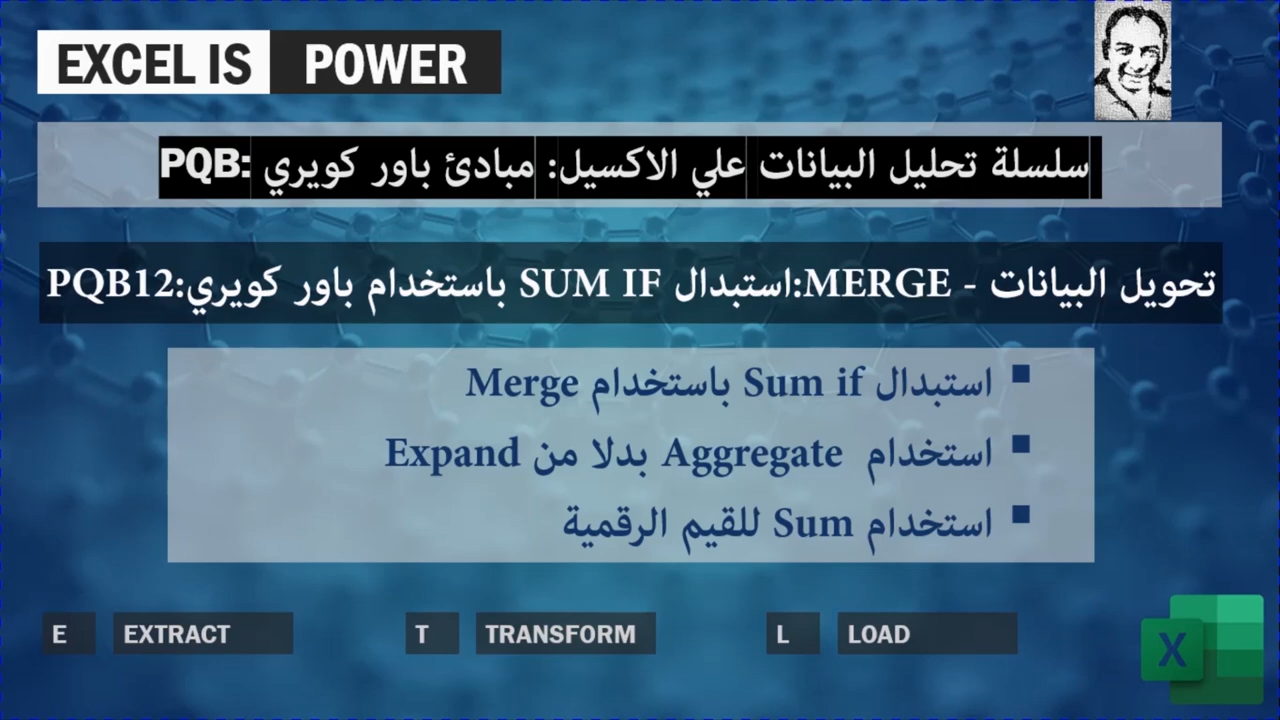 EXCEL IS POWER
PQB: سلسلة تحليل البيانات علي الاكسيل: مبادئ باور كويري
تحويل البيانات - MERGE:استبدال SUM IF باستخدام باور كويري:PQB12
استبدال Sum if باستخدام Merge
استخدام Aggregate بدلا من Expand
استخدام Sum للقيم الرقمية
E EXTRACT T TRANSFORM L LOAD
X